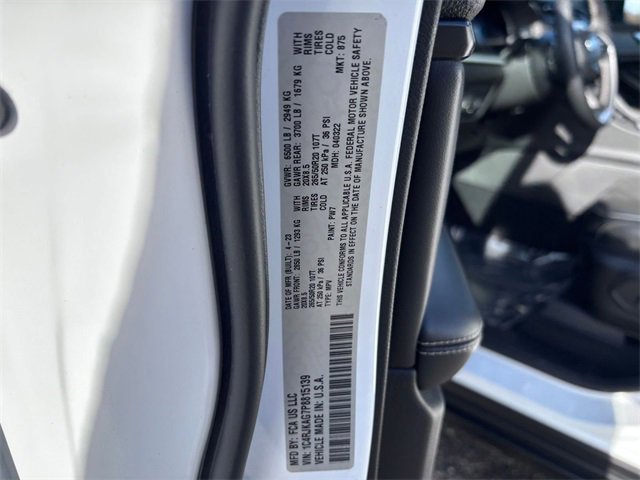 MFD BY: FCA US LLC
VIN: 1C4RJKAG7P8815139
VEHICLE MADE IN: U.S.A.
DATE OF MFR (BUILT): 4-23
GAWR FRONT: 2850 LB / 1293 KG WITH
20X8.5 RIMS
265/50R20 107T TIRES
AT 250 kPa / 36 PSI COLD
TYPE: MPV
PAINT: PW7
GVWR: 6500 LB / 2949 KG
GAWR REAR: 3700 LB / 1679 KG WITH
20X8.5 RIMS
265/50R20 107T TIRES
AT 250 kPa / 36 PSI COLD
MDH: 040322 MKT: 875
THIS VEHICLE CONFORMS TO ALL APPLICABLE U.S.A. FEDERAL MOTOR VEHICLE SAFETY
STANDARDS IN EFFECT ON THE DATE OF MANUFACTURE SHOWN ABOVE.